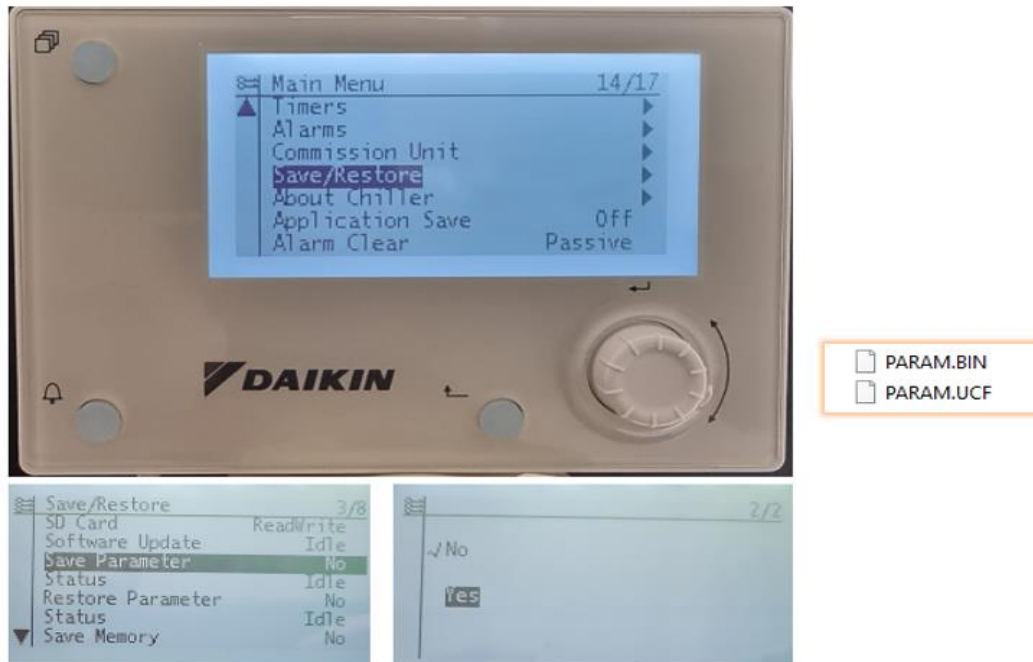 Main Menu 14/17
Timers
Alarms
Commission Unit
Save/Restore
About Chiller
Application Save Off
Alarm Clear Passive
DAIKIN
PARAM.BIN
PARAM.UCF
Save/Restore 3/8
SD Card ReadWrite
Software Update Idle
Save Parameter No
Status Idle
Restore Parameter No
Status Idle
Save Memory No
2/2
No
Yes